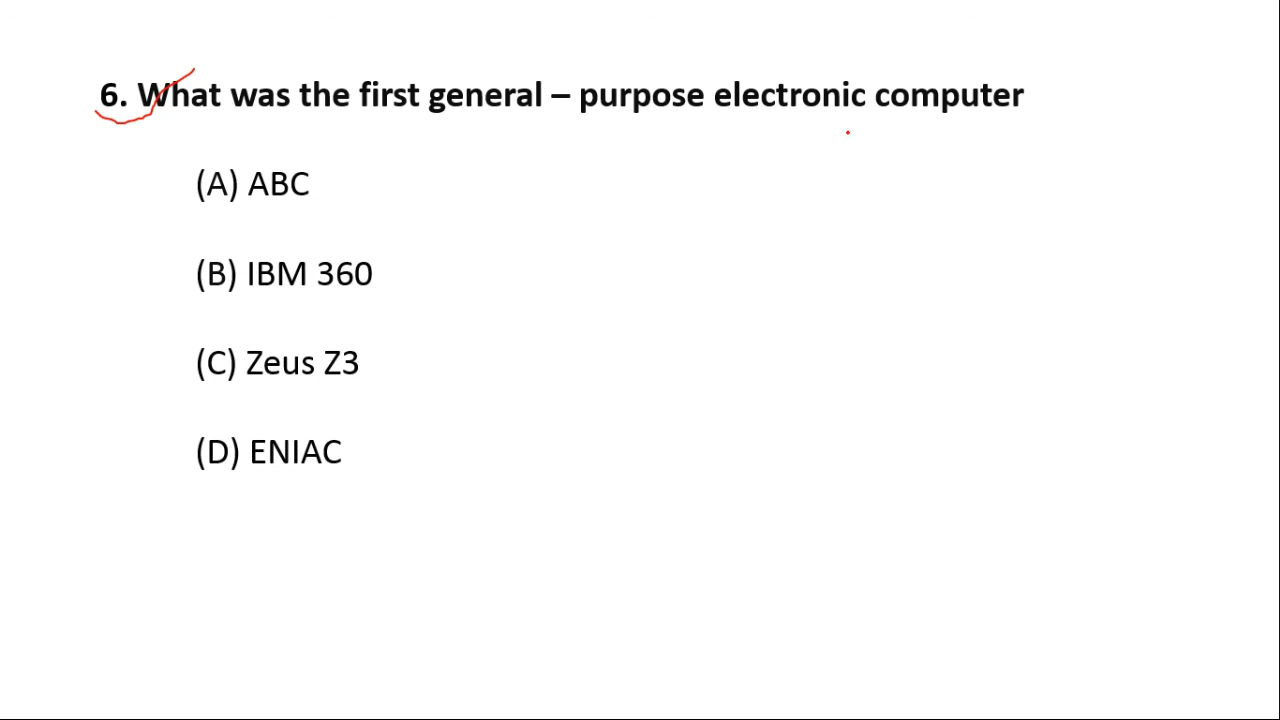 6. What was the first general – purpose electronic computer
(A) ABC
(B) IBM 360
(C) Zeus Z3
(D) ENIAC